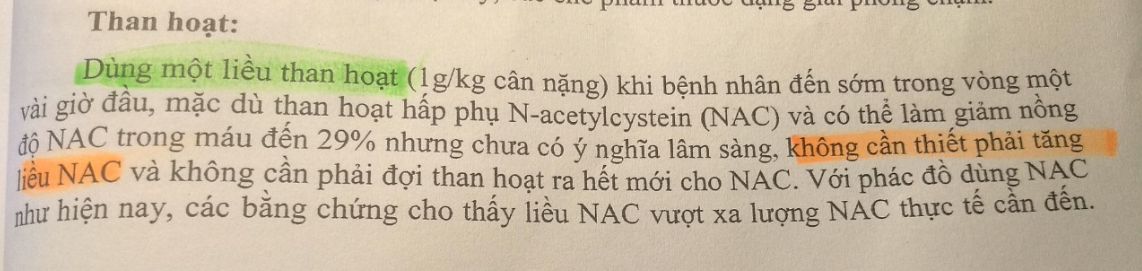 Than hoạt:
Dùng một liều than hoạt (1g/kg cân nặng) khi bệnh nhân đến sớm trong vòng một
vài giờ đầu, mặc dù than hoạt hấp phụ N-acetylcystein (NAC) và có thể làm giảm nồng
độ NAC trong máu đến 29% nhưng chưa có ý nghĩa lâm sàng, không cần thiết phải tăng
liều NAC và không cần phải đợi than hoạt ra hết mới cho NAC. Với phác đồ dùng NAC
như hiện nay, các bằng chứng cho thấy liều NAC vượt xa lượng NAC thực tế cần đến.